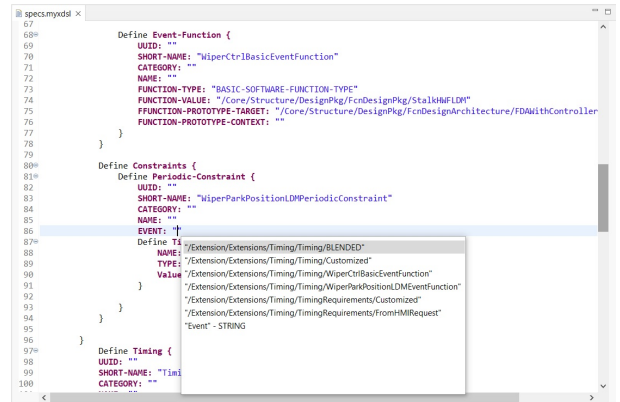 specs.myxdsl
67
68 Define Event-Function {
69 UUID: ""
70 SHORT-NAME: "WiperCtrlBasicEventFunction"
71 CATEGORY: ""
72 NAME: ""
73 FUNCTION-TYPE: "BASIC-SOFTWARE-FUNCTION-TYPE"
74 FUNCTION-VALUE: "/Core/Structure/DesignPkg/FcnDesignPkg/StalkHWFLDM"
75 FFUNCTION-PROTOTYPE-TARGET: "/Core/Structure/DesignPkg/FcnDesignArchitecture/FDAWithController
76 FUNCTION-PROTOTYPE-CONTEXT: ""
77 }
78 }
79
80 Define Constraints {
81 Define Periodic-Constraint {
82 UUID: ""
83 SHORT-NAME: "WiperParkPositionLDMPeriodicConstraint"
84 CATEGORY: ""
85 NAME: ""
86 EVENT: ""
87 Define Ti
88 NAME:
89 TYPE:
90 Value
91 }
92
93 }
94 }
95
96 }
97 Define Timing {
98 UUID: ""
99 SHORT-NAME: "Timi
100 CATEGORY: ""
"/Extension/Extensions/Timing/Timing/BLENDED"
"/Extension/Extensions/Timing/Timing/Customized"
"/Extension/Extensions/Timing/Timing/WiperCtrlBasicEventFunction"
"/Extension/Extensions/Timing/Timing/WiperParkPositionLDMEventFunction"
"/Extension/Extensions/Timing/TimingRequirements/Customized"
"/Extension/Extensions/Timing/TimingRequirements/FromHMIRequest"
"Event" - STRING